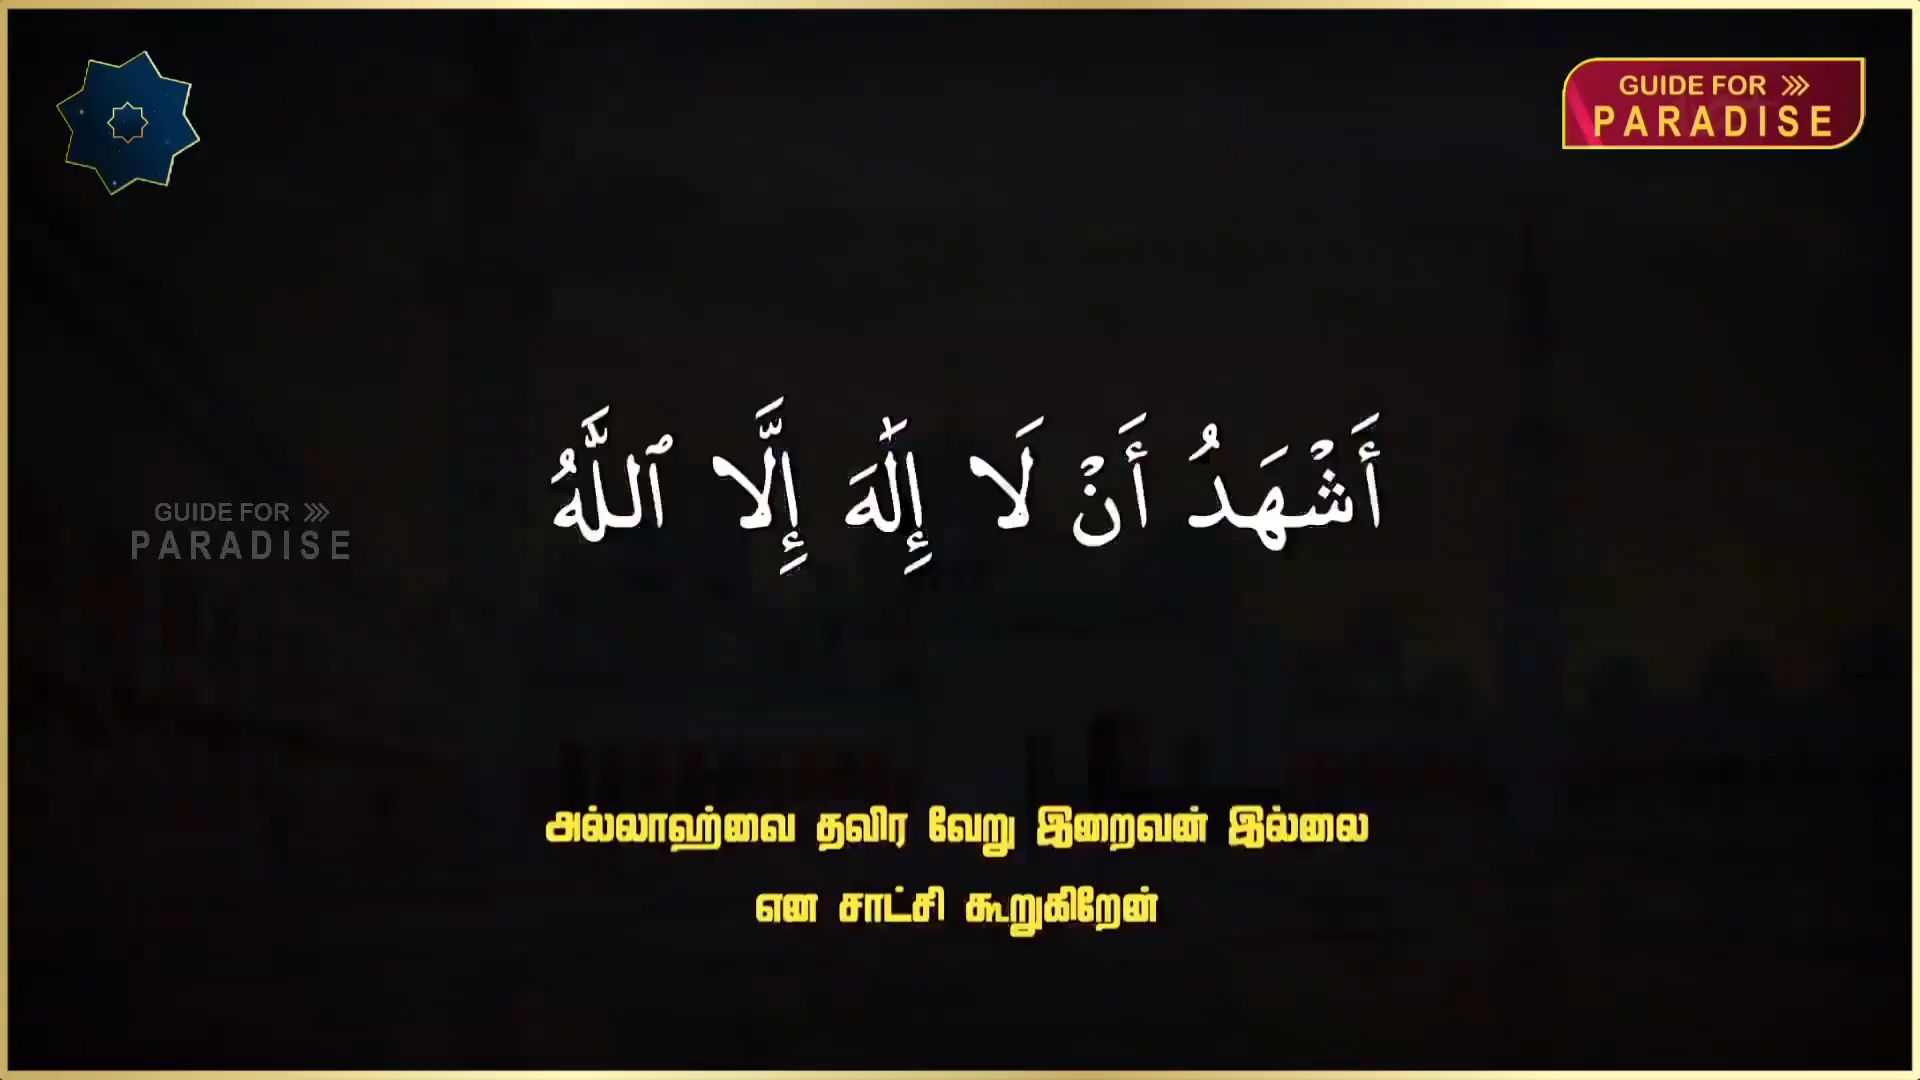 GUIDE FOR
PARADISE
أَشْهَدُ أَنْ لَا إِلَٰهَ إِلَّا ٱللَّهُ
GUIDE FOR
PARADISE
அல்லாஹ்வை தவிர வேறு இறைவன் இல்லை
என சாட்சி கூறுகிறேன்